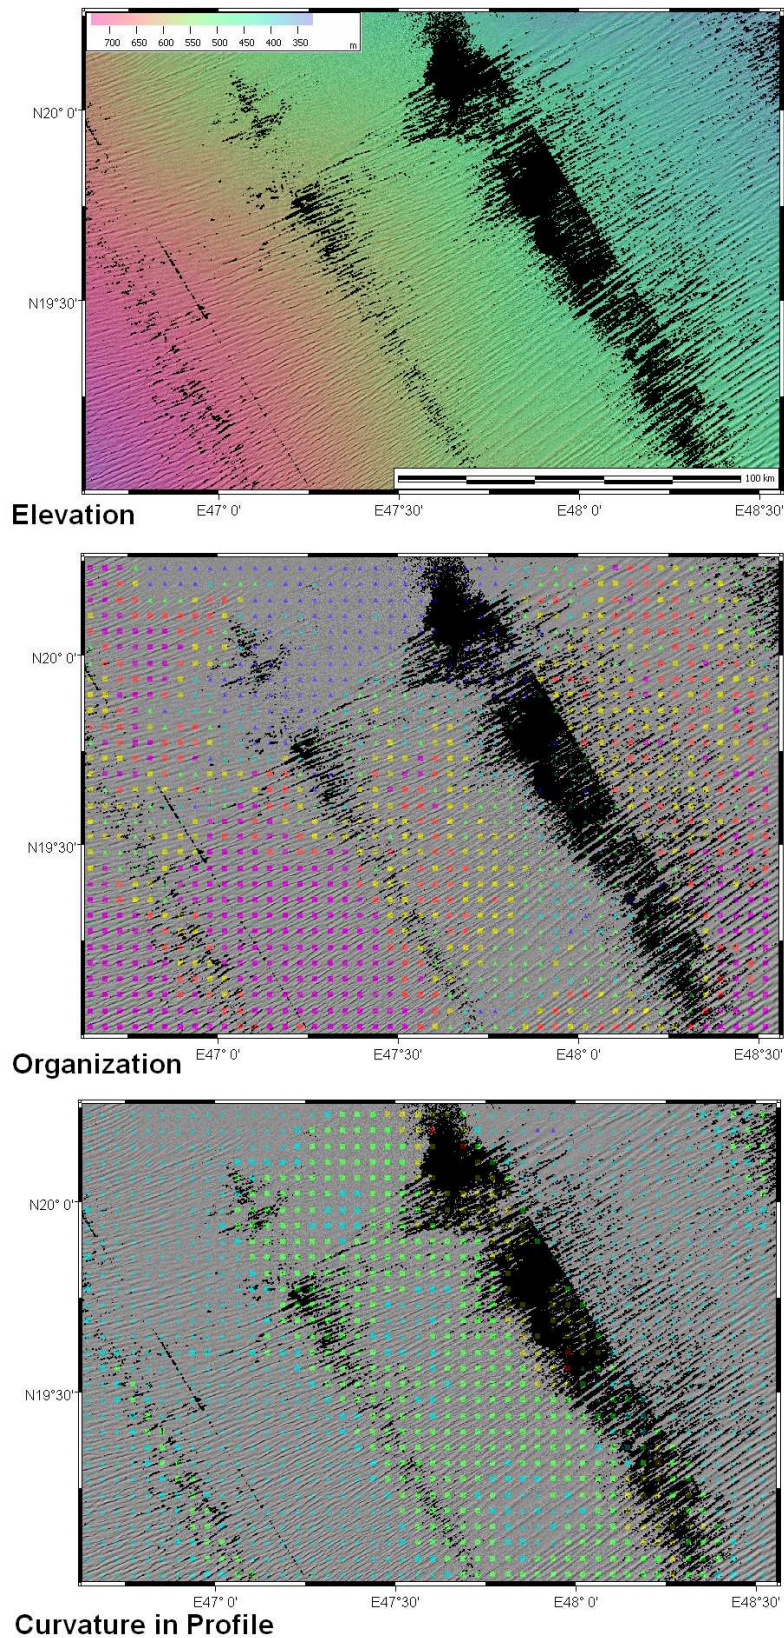 700 650 600 550 500 450 400 350 m
N20° 0'
N19°30'
100 km
E47° 0' E47°30' E48° 0' E48°30'
Elevation
N20° 0'
N19°30'
E47° 0' E47°30' E48° 0' E48°30'
Organization
N20° 0'
N19°30'
E47° 0' E47°30' E48° 0' E48°30'
Curvature in Profile